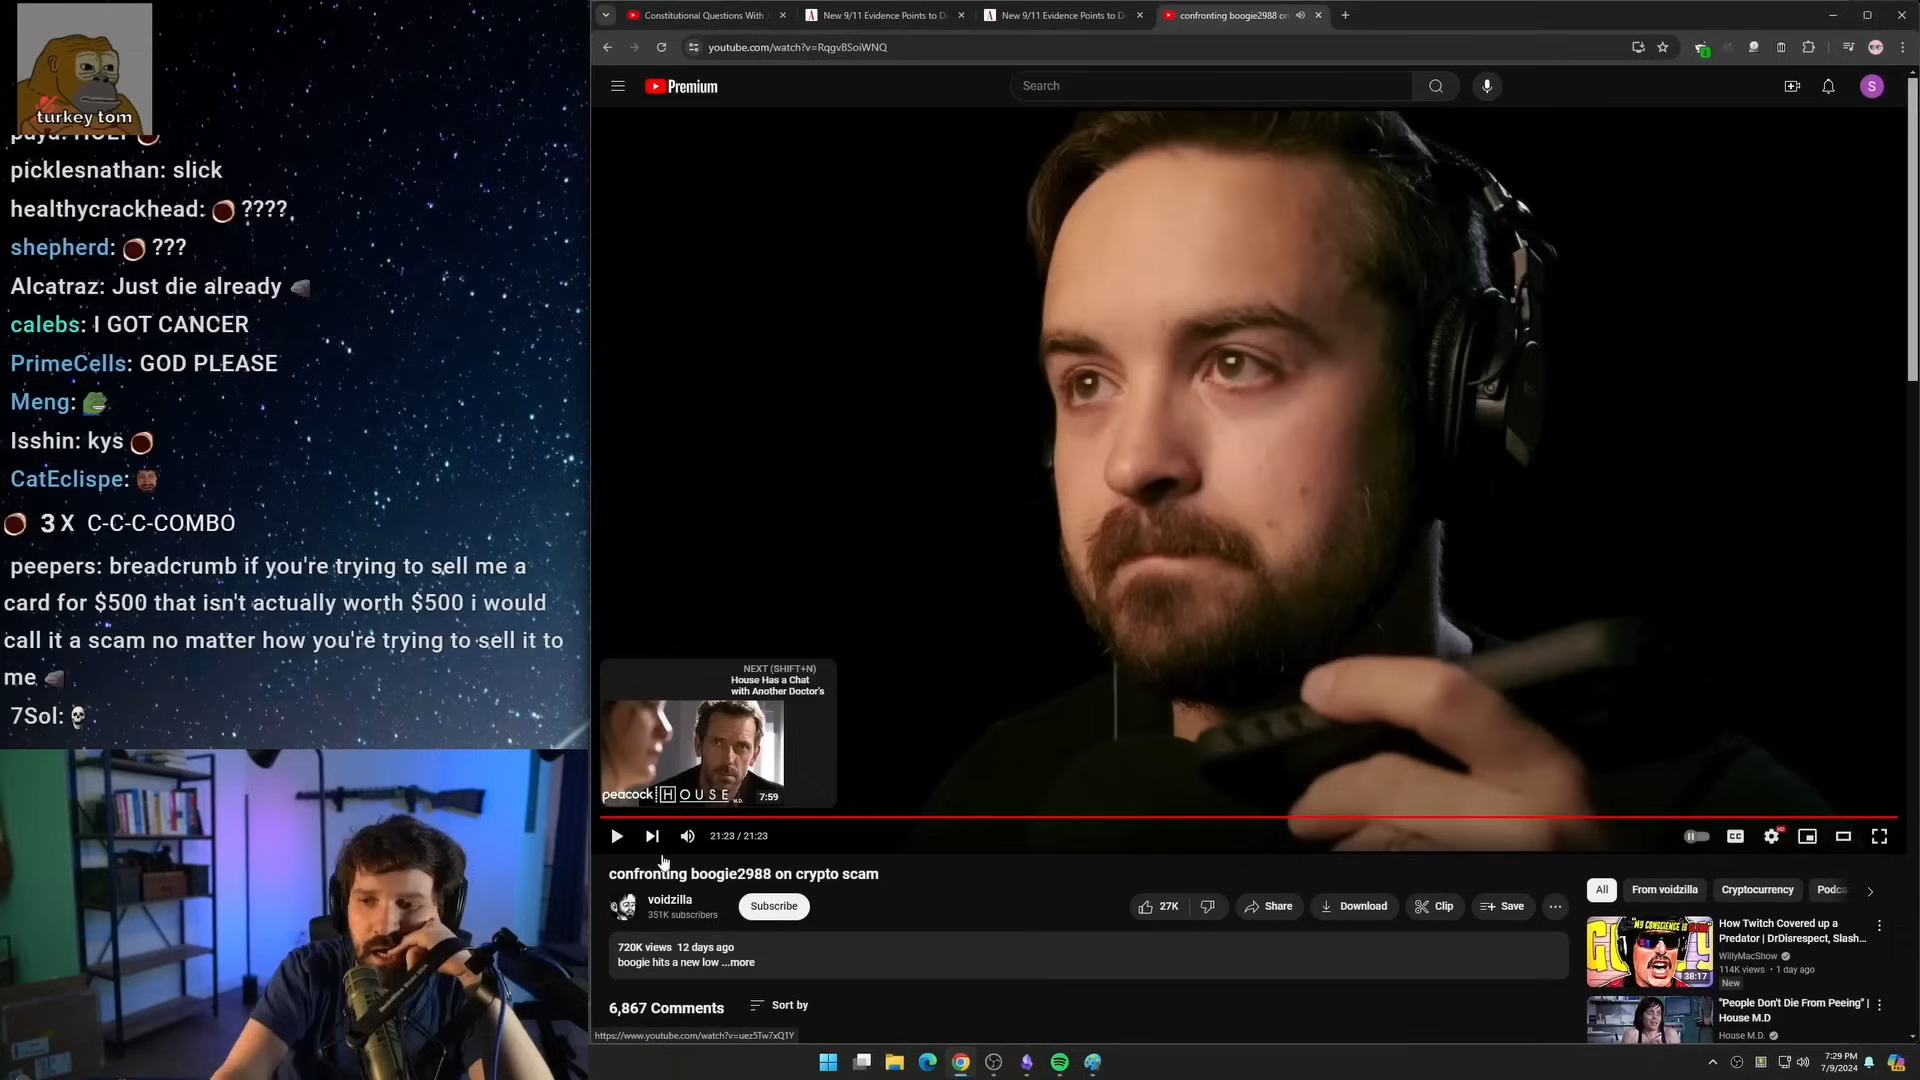 turkey tom
picklesnathan: slick
healthycrackhead: ????
shepherd: ???
Alcatraz: Just die already
calebs: I GOT CANCER
PrimeCells: GOD PLEASE
Meng:
Isshin: kys
CatEclispe:
3 X C-C-C-COMBO
peepers: breadcrumb if you're trying to sell me a
card for $500 that isn't actually worth $500 i would
call it a scam no matter how you're trying to sell it to
me
7Sol:
Constitutional Questions With
New 9/11 Evidence Points to D
New 9/11 Evidence Points to D
confronting boogie2988 on
youtube.com/watch?v=RqgvBSoiWNQ
Premium
Search
S
NEXT (SHIFT+N)
House Has a Chat
with Another Doctor's
peacock HOUSE M.D.
7:59
21:23 / 21:23
CC
HD
confronting boogie2988 on crypto scam
voidzilla
351K subscribers
Subscribe
27K
Share
Download
Clip
Save
720K views 12 days ago
boogie hits a new low ...more
6,867 Comments
Sort by
https://www.youtube.com/watch?v=uez5Tw7xQ1Y
All
From voidzilla
Cryptocurrency
Podca
"MY CONSCIENCE IS
38:17
How Twitch Covered up a
Predator | DrDisrespect, Slash...
WillyMacShow
114K views • 1 day ago
New
"People Don't Die From Peeing" |
House M.D
House M.D.
7:29 PM
7/9/2024